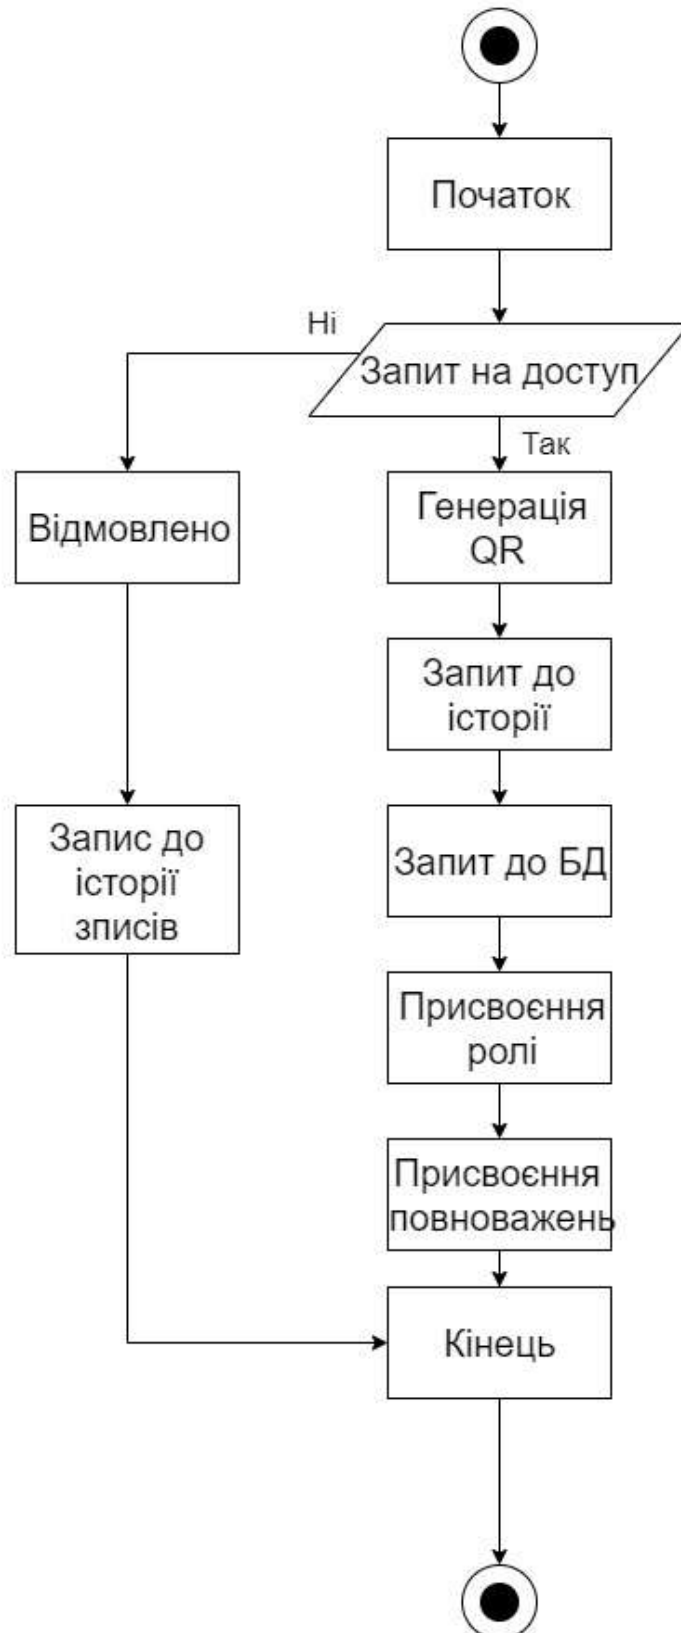 Початок
Ні
Запит на доступ
Так
Генерація
QR
Відмовлено
Запит до
історії
Запис до
історії
зписів
Запит до БД
Присвоєння
ролі
Присвоєння
повноважень
Кінець